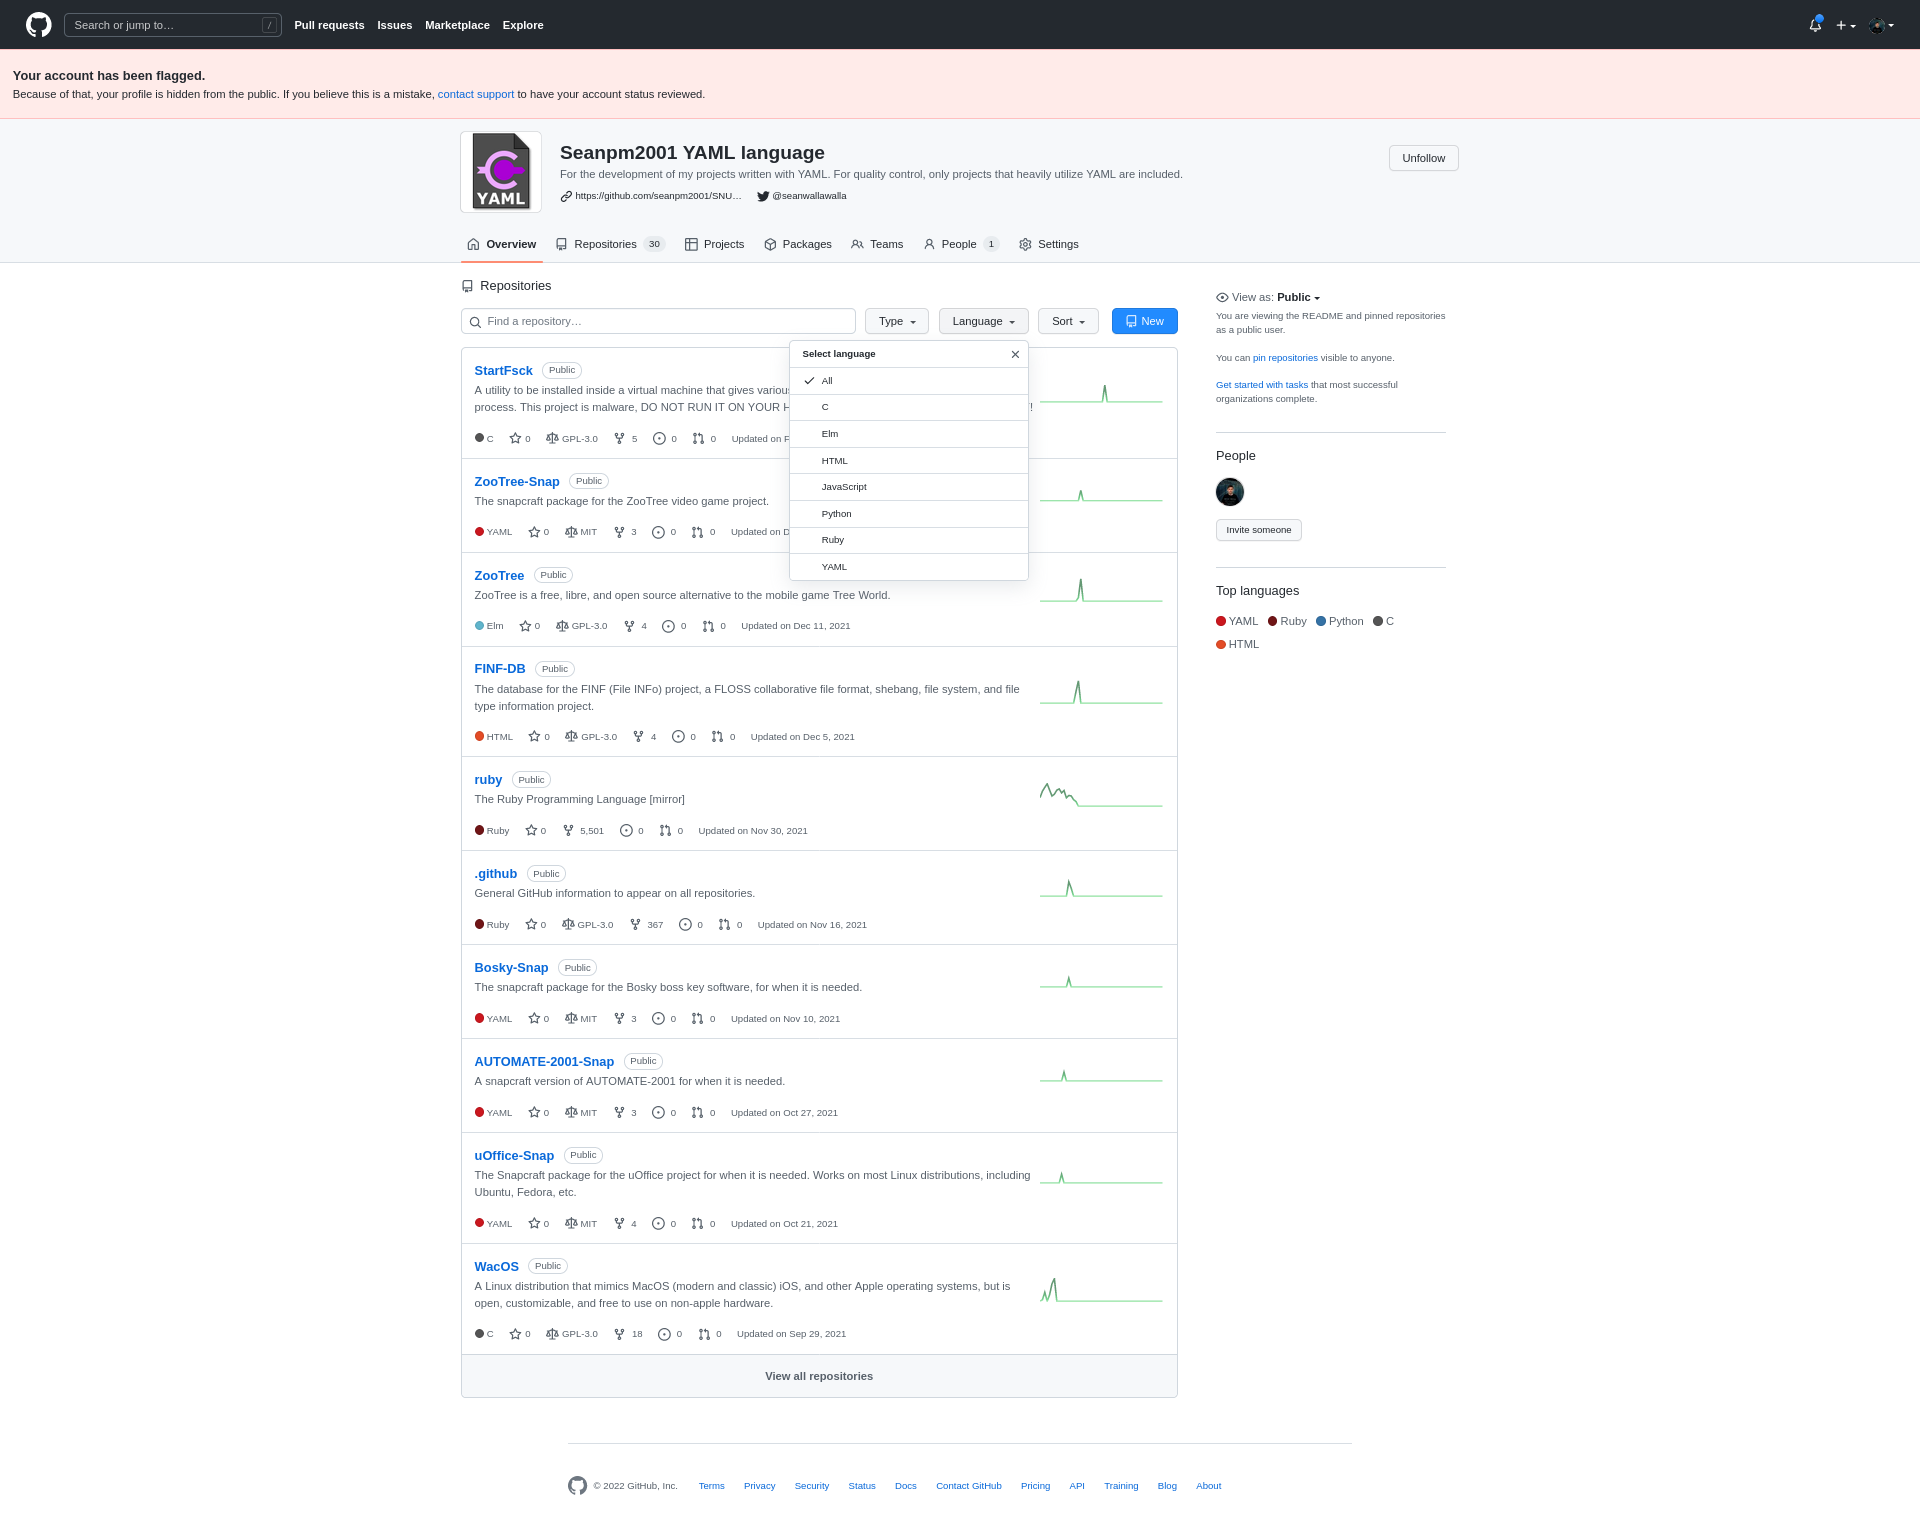 Search or jump to… /
Pull requests Issues Marketplace Explore
Your account has been flagged.
Because of that, your profile is hidden from the public. If you believe this is a mistake, contact support to have your account status reviewed.
YAML
Seanpm2001 YAML language
Unfollow
For the development of my projects written with YAML. For quality control, only projects that heavily utilize YAML are included.
https://github.com/seanpm2001/SNU… @seanwallawalla
Overview Repositories 30 Projects Packages Teams People 1 Settings
Repositories
Find a repository… Type Language Sort New
Select language
All
C
Elm
HTML
JavaScript
Python
Ruby
YAML
StartFsck Public
A utility to be installed inside a virtual machine that gives various
process. This project is malware, DO NOT RUN IT ON YOUR H !
C 0 GPL-3.0 5 0 0 Updated on F
ZooTree-Snap Public
The snapcraft package for the ZooTree video game project.
YAML 0 MIT 3 0 0 Updated on D
ZooTree Public
ZooTree is a free, libre, and open source alternative to the mobile game Tree World.
Elm 0 GPL-3.0 4 0 0 Updated on Dec 11, 2021
FINF-DB Public
The database for the FINF (File INFo) project, a FLOSS collaborative file format, shebang, file system, and file
type information project.
HTML 0 GPL-3.0 4 0 0 Updated on Dec 5, 2021
ruby Public
The Ruby Programming Language [mirror]
Ruby 0 5,501 0 0 Updated on Nov 30, 2021
.github Public
General GitHub information to appear on all repositories.
Ruby 0 GPL-3.0 367 0 0 Updated on Nov 16, 2021
Bosky-Snap Public
The snapcraft package for the Bosky boss key software, for when it is needed.
YAML 0 MIT 3 0 0 Updated on Nov 10, 2021
AUTOMATE-2001-Snap Public
A snapcraft version of AUTOMATE-2001 for when it is needed.
YAML 0 MIT 3 0 0 Updated on Oct 27, 2021
uOffice-Snap Public
The Snapcraft package for the uOffice project for when it is needed. Works on most Linux distributions, including
Ubuntu, Fedora, etc.
YAML 0 MIT 4 0 0 Updated on Oct 21, 2021
WacOS Public
A Linux distribution that mimics MacOS (modern and classic) iOS, and other Apple operating systems, but is
open, customizable, and free to use on non-apple hardware.
C 0 GPL-3.0 18 0 0 Updated on Sep 29, 2021
View all repositories
View as: Public
You are viewing the README and pinned repositories
as a public user.
You can pin repositories visible to anyone.
Get started with tasks that most successful
organizations complete.
People
Invite someone
Top languages
YAML Ruby Python C
HTML
© 2022 GitHub, Inc. Terms Privacy Security Status Docs Contact GitHub Pricing API Training Blog About